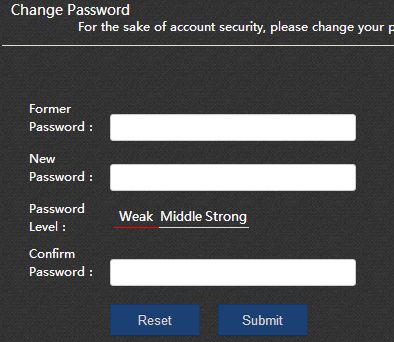 Change Password
For the sake of account security, please change your p
Former
Password :
New
Password :
Password
Level :
Weak Middle Strong
Confirm
Password :
Reset Submit